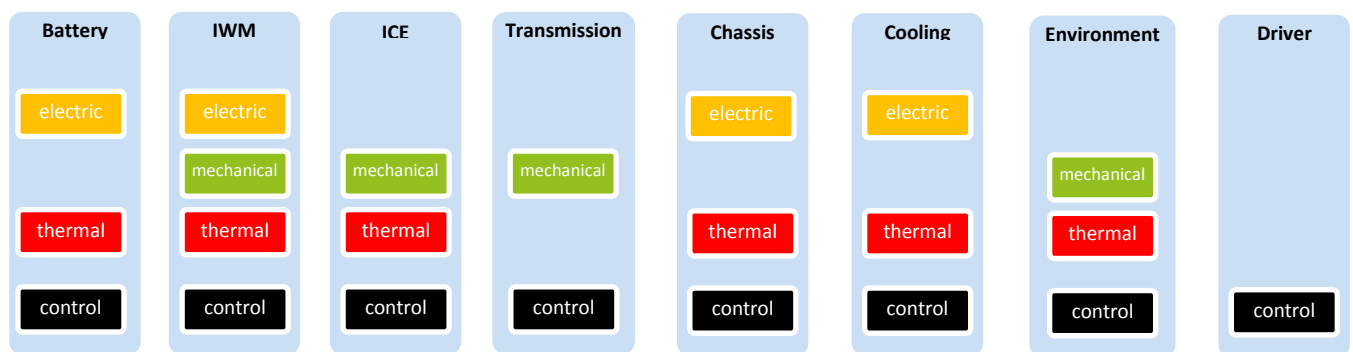 Battery
IWM
ICE
Transmission
Chassis
Cooling
Environment
Driver
electric
electric
electric
electric
mechanical
mechanical
mechanical
mechanical
thermal
thermal
thermal
thermal
thermal
thermal
control
control
control
control
control
control
control
control